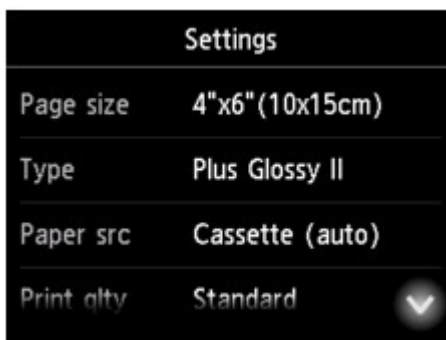 Settings
Page size 4"x6"(10x15cm)
Type Plus Glossy II
Paper src Cassette (auto)
Print qlty Standard